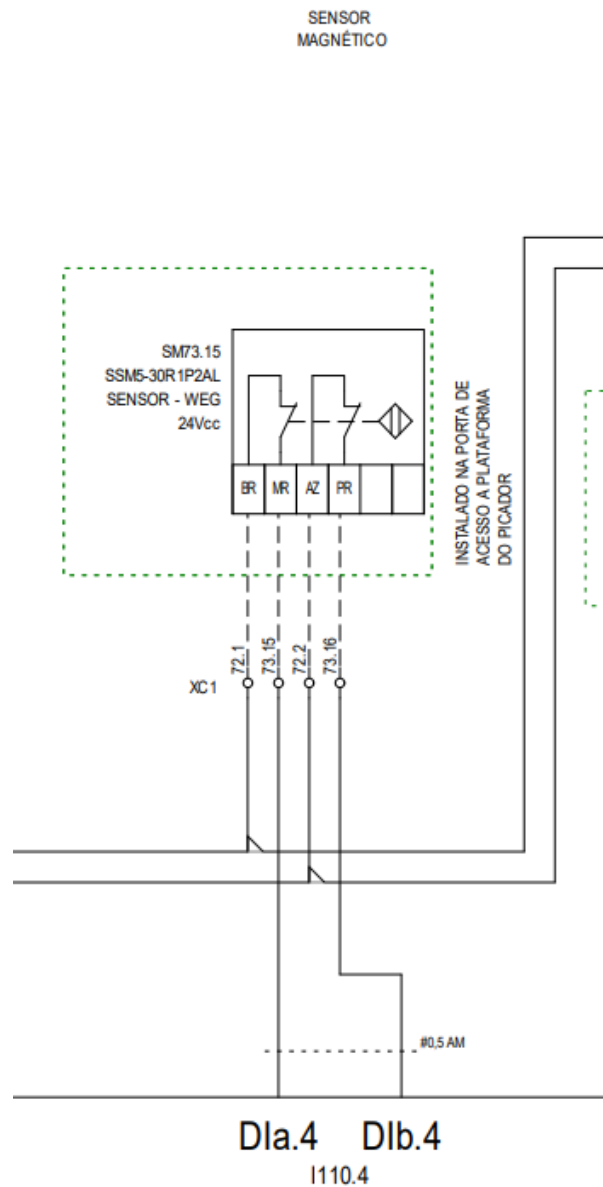 SENSOR
MAGNÉTICO
SM73.15
SSM5-30R1P2AL
SENSOR - WEG
24Vcc
BR MR AZ PR
INSTALADO NA PORTA DE
ACESSO A PLATAFORMA
DO PICADOR
72.1 73.15 72.2 73.16
XC1
#0,5 AM
DIa.4 DIb.4
I110.4